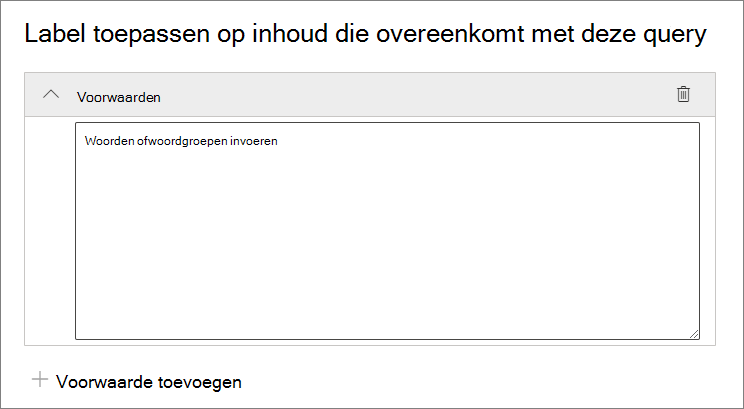 Label toepassen op inhoud die overeenkomt met deze query
Voorwaarden
Woorden ofwoordgroepen invoeren
Voorwaarde toevoegen